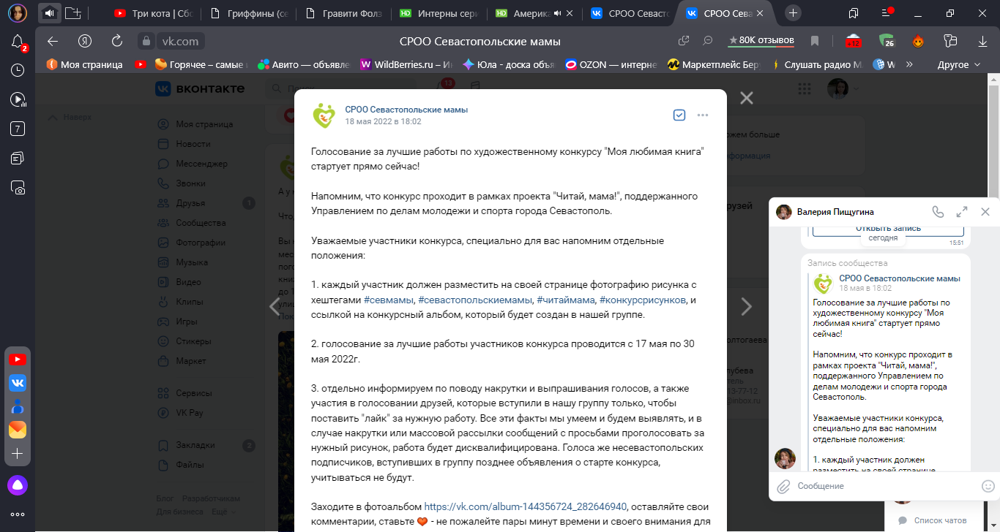 Три кота | Сбо
Гриффины (се
Гравити Фолз
HD Интерны сери
HD Америка
СРОО Севасто
СРОО Сева
2
vk.com
СРОО Севастопольские мамы
★ 80К отзывов
+12
26
Моя страница
Горячее – самые
Авито — объявле
WildBerries.ru – Ин
Юла - доска объя
OZON — интерне
Маркетплейс Бер
Слушать радио М
W
»
Другое
7
вконтакте
Поиск
13
Наверх
Моя страница
Новости
Мессенджер
Звонки
Друзья 1
Сообщества
Фотографии
Музыка
Видео
Клипы
Игры
Стикеры
Маркет
Сервисы
VK Pay
Закладки 2
Файлы
Блог Разработчикам
Для бизнеса Ещё
СРОО Севастопольские мамы
18 мая 2022 в 18:02
Голосование за лучшие работы по художественному конкурсу "Моя любимая книга"
стартует прямо сейчас!
Напомним, что конкурс проходит в рамках проекта "Читай, мама!", поддержанного
Управлением по делам молодежи и спорта города Севастополь.
Уважаемые участники конкурса, специально для вас напомним отдельные
положения:
1. каждый участник должен разместить на своей странице фотографию рисунка с
хештегами #севмамы, #севастопольскиемамы, #читаймама, #конкурсрисунков, и
ссылкой на конкурсный альбом, который будет создан в нашей группе.
2. голосование за лучшие работы участников конкурса проводится с 17 мая по 30
мая 2022г.
3. отдельно информируем по поводу накрутки и выпрашивания голосов, а также
участия в голосовании друзей, которые вступили в нашу группу только, чтобы
поставить "лайк" за нужную работу. Все эти факты мы умеем и будем выявлять, и в
случае накрутки или массовой рассылки сообщений с просьбами проголосовать за
нужный рисунок, работа будет дисквалифицирована. Голоса же несевастопольских
подписчиков, вступивших в группу позднее объявления о старте конкурса,
учитываться не будут.
Заходите в фотоальбом https://vk.com/album-144356724_282646940, оставляйте свои
комментарии, ставьте ❤ - не пожалейте пары минут времени и своего внимания для
ожем больше
формация
рузей
олтогаева
лубева
тель
13-77-12
@inbox.ru
Валерия Пищугина
Открыть запись
сегодня
15:51
Запись сообщества
СРОО Севастопольские мамы
18 мая в 18:02
Голосование за лучшие работы по
художественному конкурсу "Моя
любимая книга" стартует прямо
сейчас!
Напомним, что конкурс проходит в
рамках проекта "Читай, мама!",
поддержанного Управлением по
делам молодежи и спорта города
Севастополь.
Уважаемые участники конкурса,
специально для вас напомним
отдельные положения:
1. каждый участник должен
разместить на своей странице
Сообщение
Список чатов